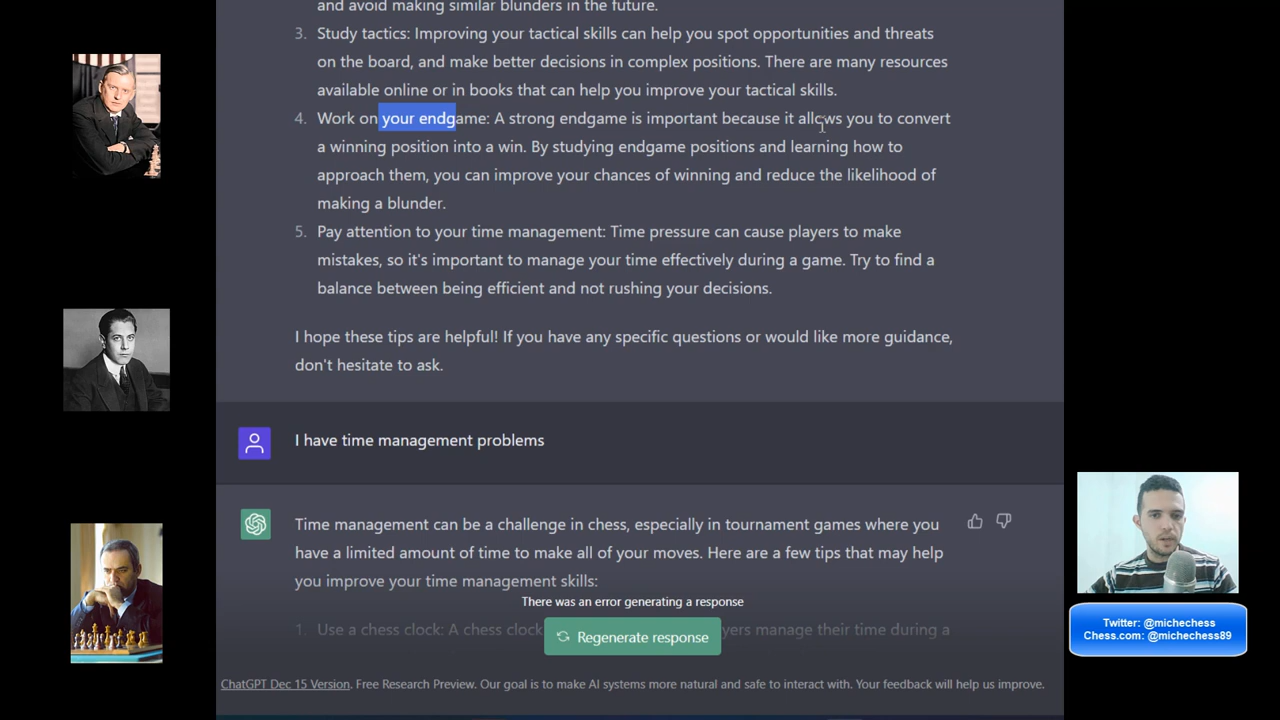 and avoid making similar blunders in the future.
3. Study tactics: Improving your tactical skills can help you spot opportunities and threats
on the board, and make better decisions in complex positions. There are many resources
available online or in books that can help you improve your tactical skills.
4. Work on your endgame: A strong endgame is important because it allows you to convert
a winning position into a win. By studying endgame positions and learning how to
approach them, you can improve your chances of winning and reduce the likelihood of
making a blunder.
5. Pay attention to your time management: Time pressure can cause players to make
mistakes, so it's important to manage your time effectively during a game. Try to find a
balance between being efficient and not rushing your decisions.
I hope these tips are helpful! If you have any specific questions or would like more guidance,
don't hesitate to ask.
I have time management problems
Time management can be a challenge in chess, especially in tournament games where you
have a limited amount of time to make all of your moves. Here are a few tips that may help
you improve your time management skills:
There was an error generating a response
1. Use a chess clock: A chess clock yers manage their time during a
Regenerate response
ChatGPT Dec 15 Version. Free Research Preview. Our goal is to make AI systems more natural and safe to interact with. Your feedback will help us improve.
Twitter: @michechess
Chess.com: @michechess89